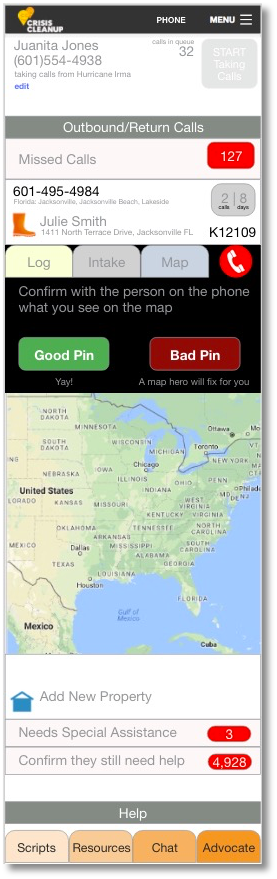 CRISIS
CLEANUP
PHONE
MENU
Juanita Jones
(601)554-4938
taking calls from Hurricane Irma
edit
calls in queue
32
START
Taking
Calls
Outbound/Return Calls
Missed Calls
127
601-495-4984
Florida: Jacksonville, Jacksonville Beach, Lakeside
2 | 8
calls days
Julie Smith
1411 North Terrace Drive, Jacksonville FL
K12109
Log
Intake
Map
Confirm with the person on the phone
what you see on the map
Good Pin
Bad Pin
Yay!
A map hero will fix for you
NORTH
DAKOTA
MINNESOTA
SOUTH
DAKOTA
WISCONSIN
MICHIGAN
Ottawa
Toronto
NEW YORK
Chicago
IOWA
NEBRASKA
ILLINOIS
INDIANA
OHIO
PENN
Philadel
United States
KANSAS
MISSOURI
WEST
VIRGINIA
KENTUCKY
VIRGINIA
OKLAHOMA
TENNESSEE
NORTH
CAROLINA
ARKANSAS
MISSISSIPPI
SOUTH
CAROLINA
Dallas
ALABAMA
TEXAS
GEORGIA
LOUISIANA
Houston
FLORIDA
Gulf of
Mexico
Mexico
Cuba
Add New Property
Needs Special Assistance
3
Confirm they still need help
4,928
Help
Scripts
Resources
Chat
Advocate